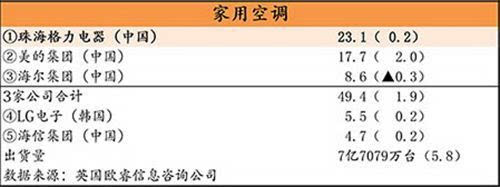 家用空调
①珠海格力电器（中国） 23.1（ 0.2）
②美的集团（中国） 17.7（ 2.0）
③海尔集团（中国） 8.6（▲0.3）
3家公司合计 49.4（ 1.9）
④LG电子（韩国） 5.5（ 0.2）
⑤海信集团（中国） 4.7（ 0.2）
出货量 7亿7079万台（5.8）
数据来源：英国欧睿信息咨询公司